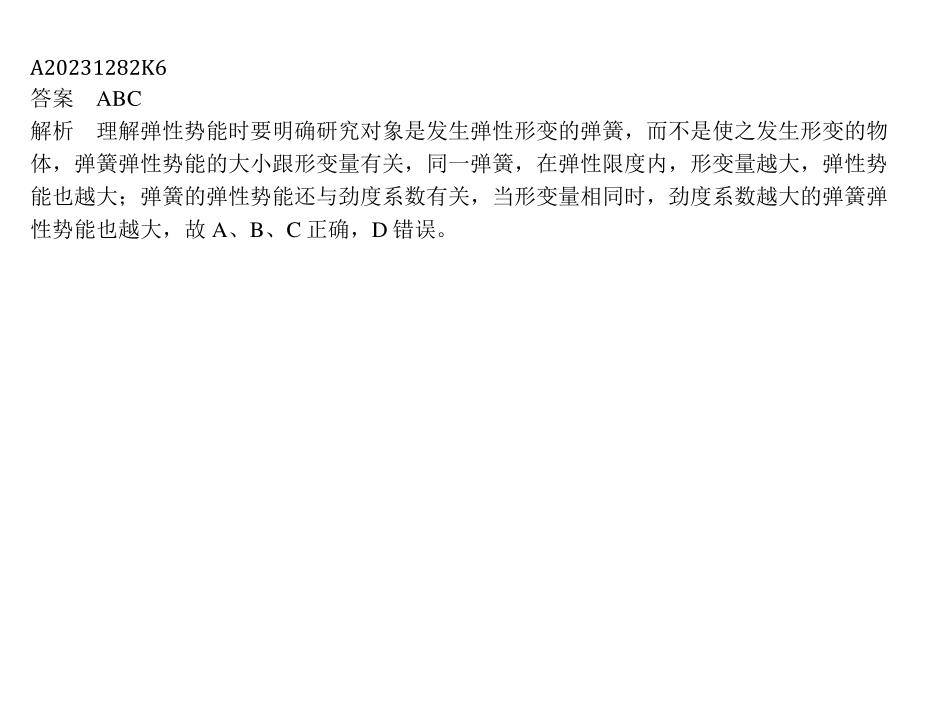 A20231282K6
答案　ABC
解析　理解弹性势能时要明确研究对象是发生弹性形变的弹簧，而不是使之发生形变的物
体，弹簧弹性势能的大小跟形变量有关，同一弹簧，在弹性限度内，形变量越大，弹性势
能也越大；弹簧的弹性势能还与劲度系数有关，当形变量相同时，劲度系数越大的弹簧弹
性势能也越大，故 A、B、C 正确，D 错误。